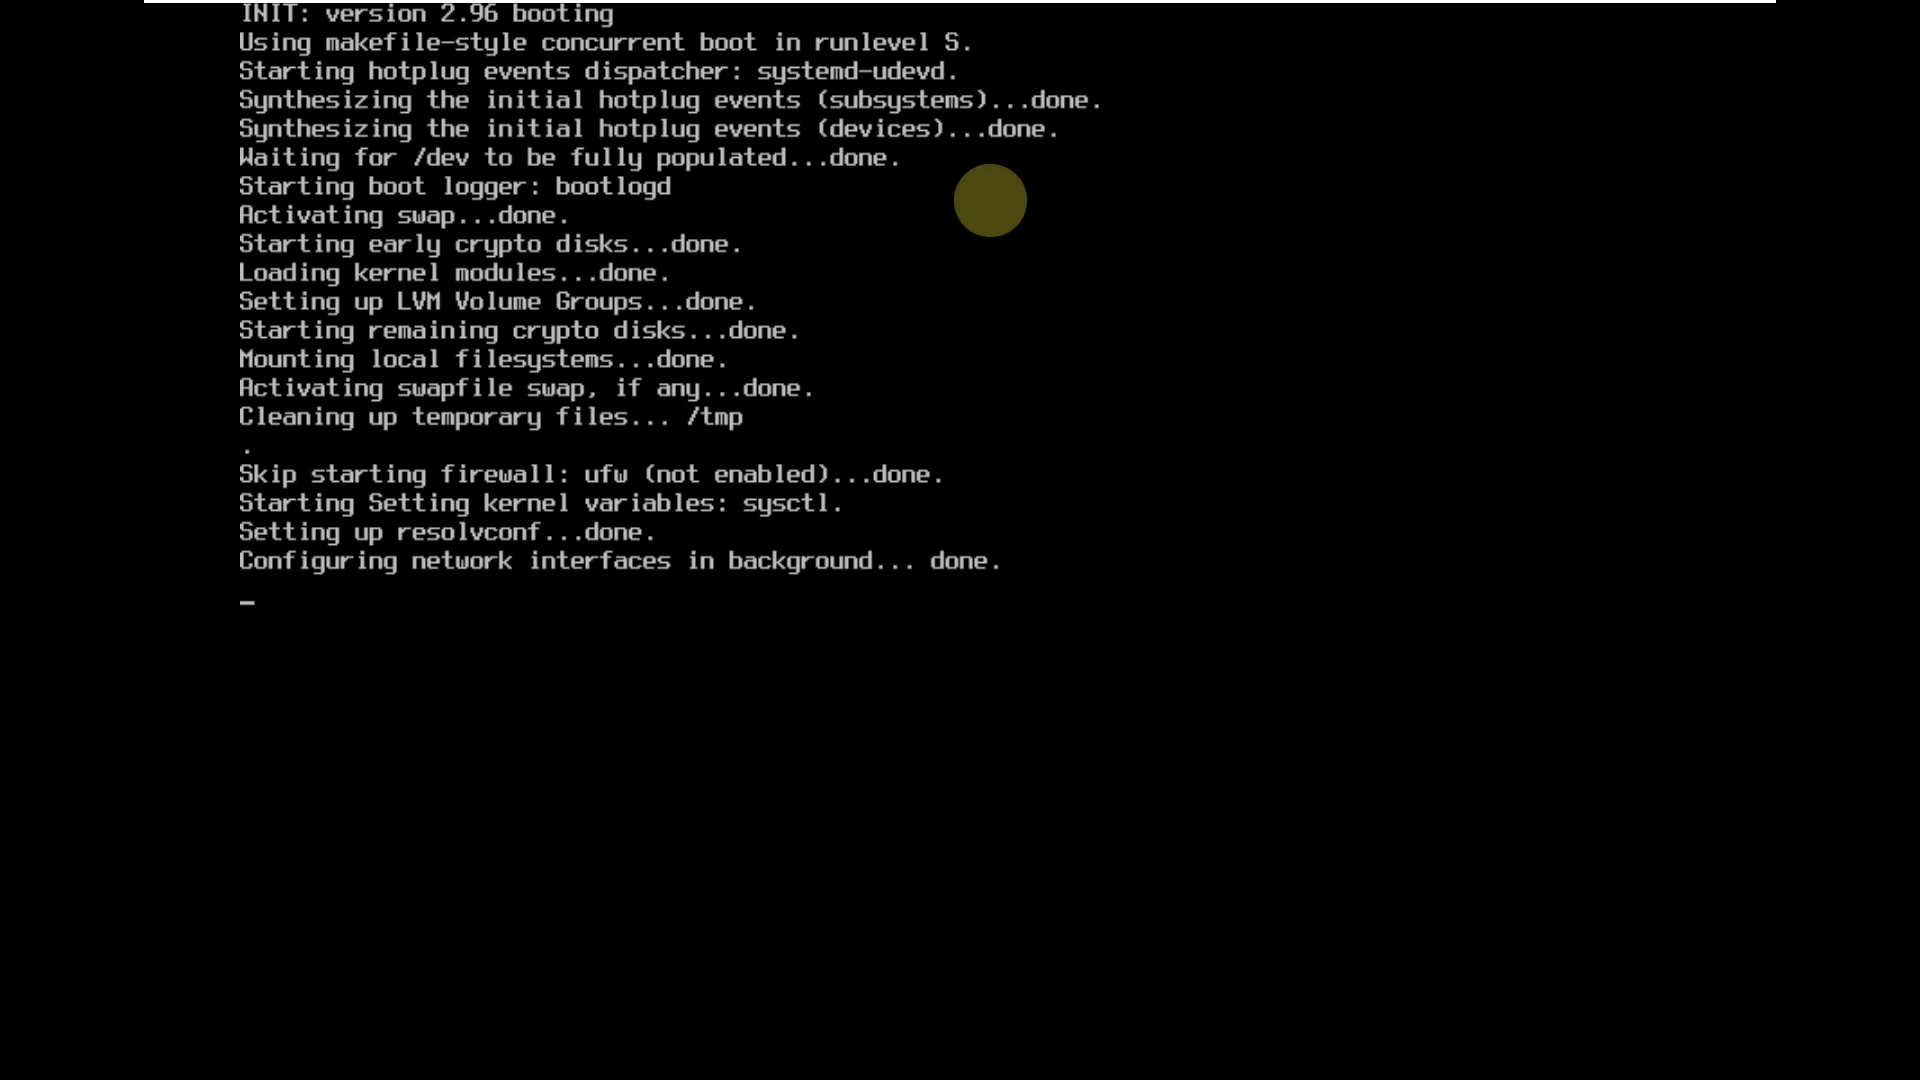 INIT: version 2.96 booting
Using makefile-style concurrent boot in runlevel S.
Starting hotplug events dispatcher: systemd-udevd.
Synthesizing the initial hotplug events (subsystems)...done.
Synthesizing the initial hotplug events (devices)...done.
Waiting for /dev to be fully populated...done.
Starting boot logger: bootlogd
Activating swap...done.
Starting early crypto disks...done.
Loading kernel modules...done.
Setting up LVM Volume Groups...done.
Starting remaining crypto disks...done.
Mounting local filesystems...done.
Activating swapfile swap, if any...done.
Cleaning up temporary files... /tmp
.
Skip starting firewall: ufw (not enabled)...done.
Starting Setting kernel variables: sysctl.
Setting up resolvconf...done.
Configuring network interfaces in background... done.
_